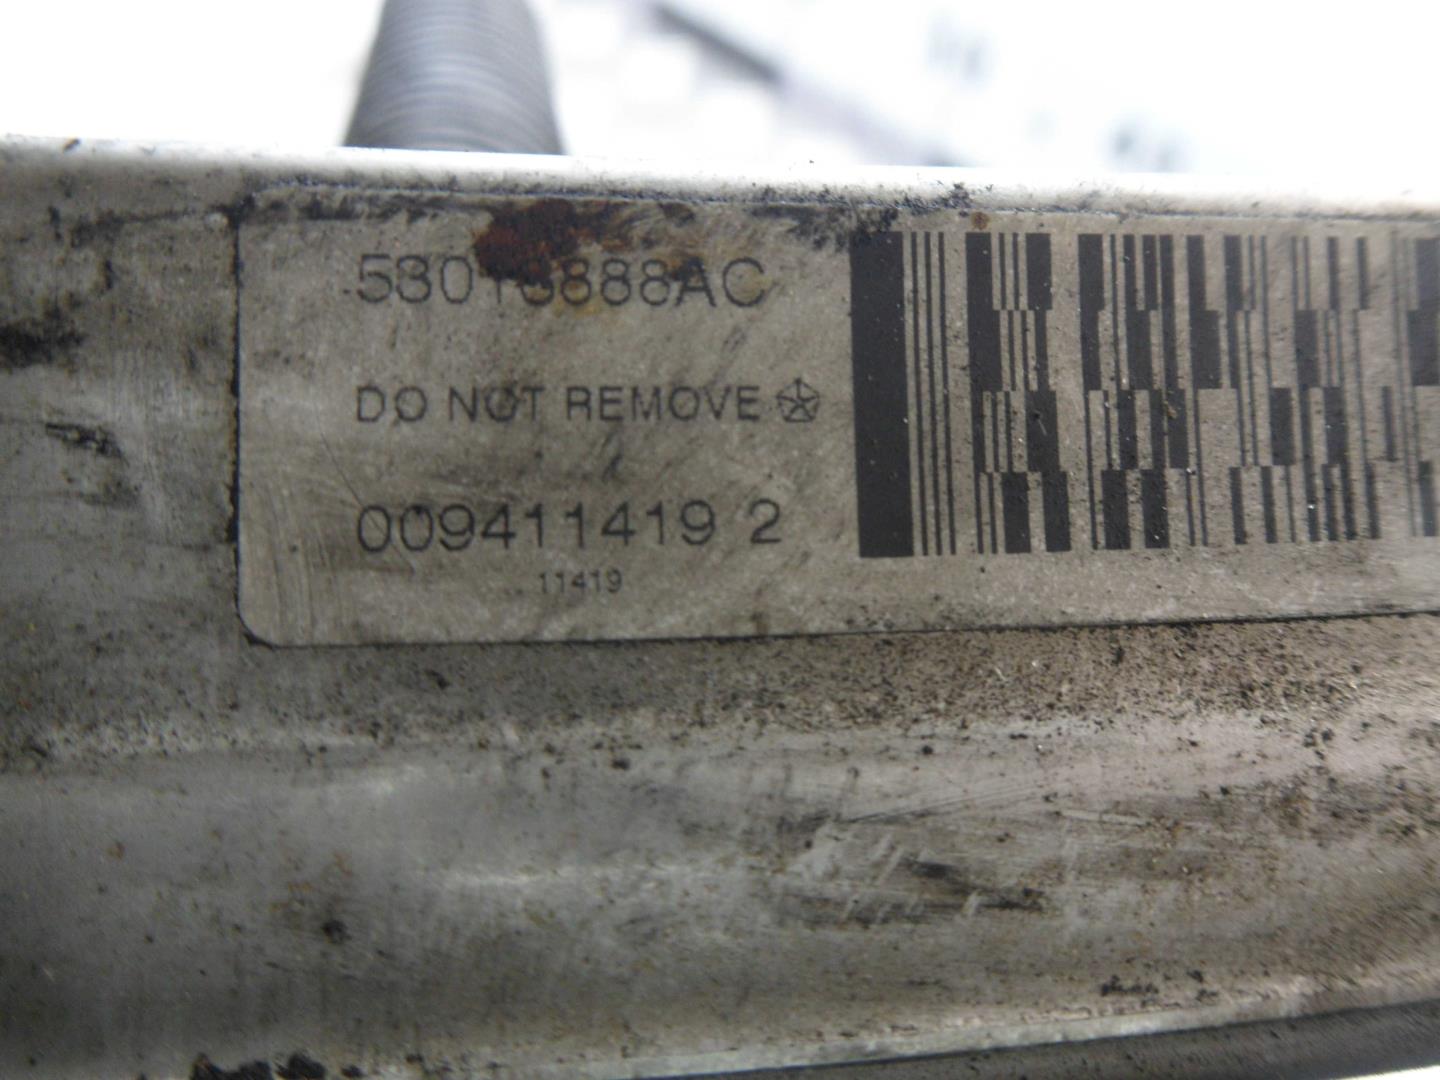 53013888AC
DO NOT REMOVE
009411419 2
11419